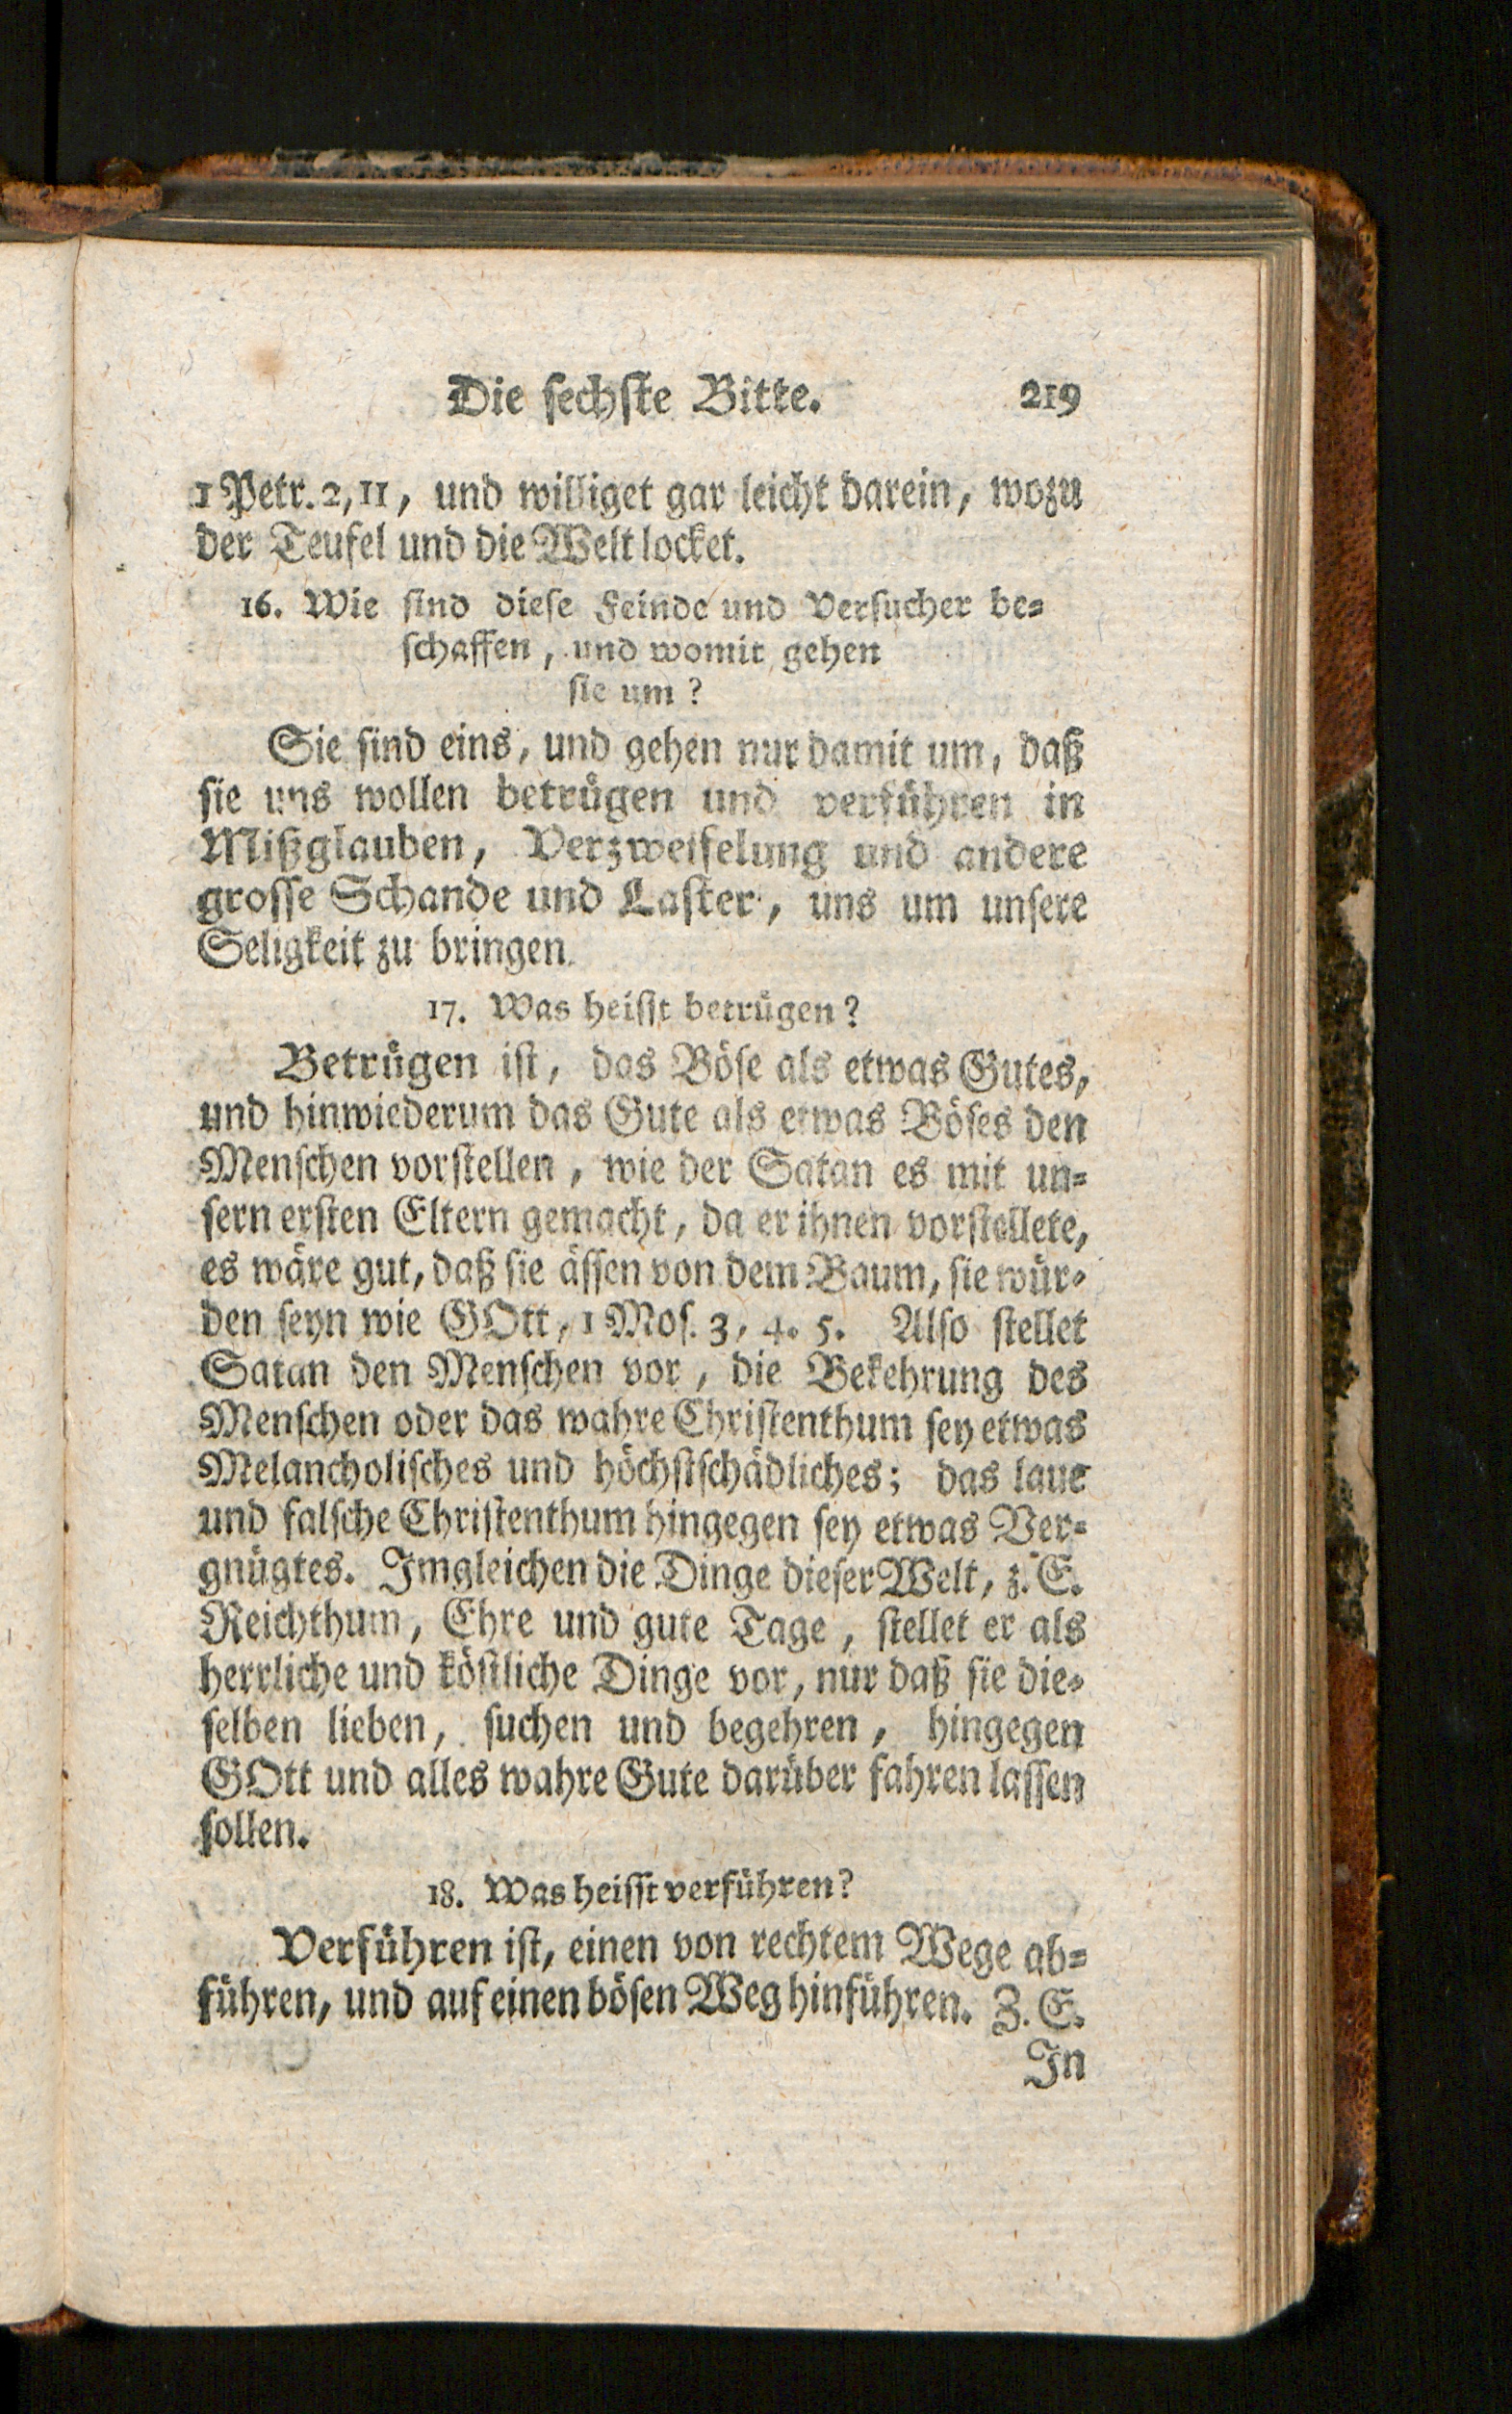 Die ſechſte Bitte. 219
1 Petr. 2, 11, und williget gar leicht darein, wozu
der Teufel und die Welt locket.
16. Wie ſind dieſe Feinde und Verſucher be⸗
ſchaffen, und womit gehen
ſie um?
Sie ſind eins, und gehen nur damit um, daß
ſie uns wollen betrügen und verführen in
Mißglauben, Verzweifelung und andere
groſſe Schande und Laſter, uns um unſere
Seligkeit zu bringen.
17. Was heiſſt betrügen?
Betrügen iſt, das Böſe als etwas Gutes,
und hinwiederum das Gute als etwas Böſes den
Menſchen vorſtellen, wie der Satan es mit un⸗
ſern erſten Eltern gemacht, da er ihnen vorſtellete,
es wäre gut, daß ſie äſſen von dem Baum, ſie wür⸗
den ſeyn wie GOtt, 1 Moſ. 3, 4. 5. Alſo ſtellet
Satan den Menſchen vor, die Bekehrung des
Menſchen oder das wahre Chriſtenthum ſey etwas
Melancholiſches und höchſtſchädliches; das laue
und falſche Chriſtenthum hingegen ſey etwas Ver⸗
gnügtes. Imgleichen die Dinge dieſer Welt, z. E.
Reichthum, Ehre und gute Tage, ſtellet er als
herrliche und köſtliche Dinge vor, nur daß ſie die⸗
ſelben lieben, ſuchen und begehren, hingegen
GOtt und alles wahre Gute darüber fahren laſſen
ſollen.
18. Was heiſſt verführen?
Verführen iſt, einen von rechtem Wege ab⸗
führen, und auf einen böſen Weg hinführen. Z. E.
In